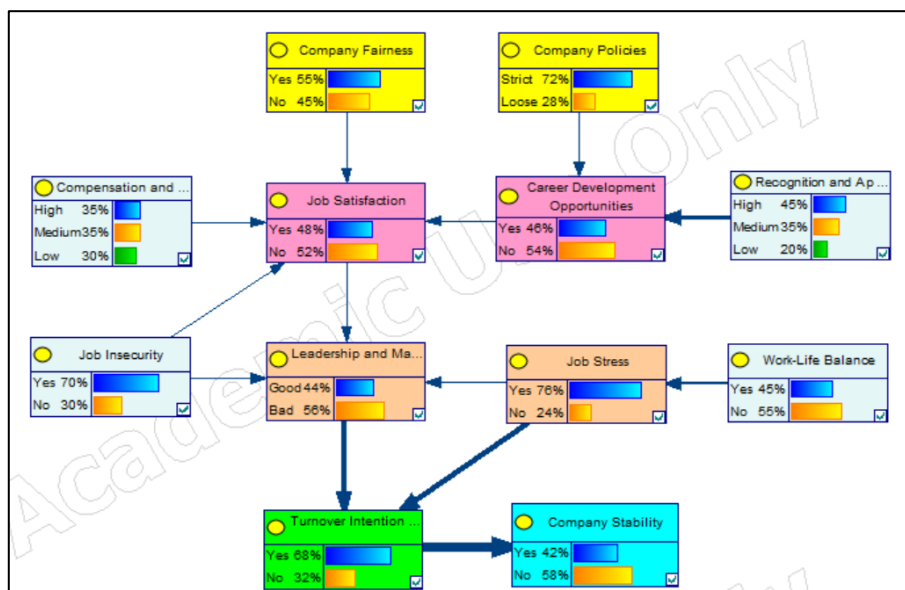 Company Fairness
Yes 55%
No 45%
Company Policies
Strict 72%
Loose 28%
Compensation and ...
High 35%
Medium 35%
Low 30%
Job Satisfaction
Yes 48%
No 52%
Career Development
Opportunities
Yes 46%
No 54%
Recognition and Ap ...
High 45%
Medium 35%
Low 20%
Job Insecurity
Yes 70%
No 30%
Leadership and Ma...
Good 44%
Bad 56%
Job Stress
Yes 76%
No 24%
Work-Life Balance
Yes 45%
No 55%
Turnover Intention ...
Yes 68%
No 32%
Company Stability
Yes 42%
No 58%
Academic U Only